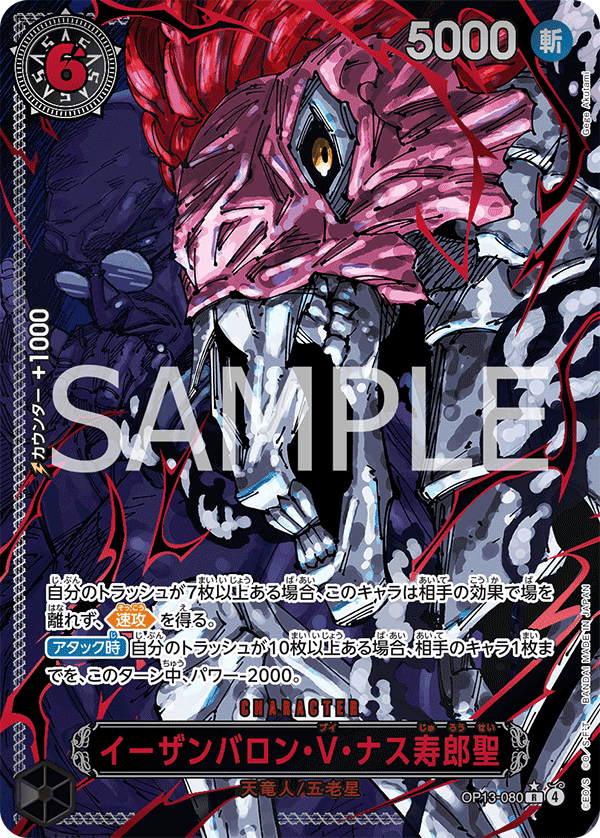 6
5000
斬
Gege Akutami
カウンター +1000
SAMPLE
自分のトラッシュが7枚以上ある場合、このキャラは相手の効果で場を
離れず、速攻を得る。
アタック時 自分のトラッシュが10枚以上ある場合、相手のキャラ1枚ま
でを、このターン中、パワー-2000。
CHARACTER
イーザンバロン・V・ナス寿郎聖
天竜人/五老星
OP13-080 R 4
BANDAI MADE IN JAPAN